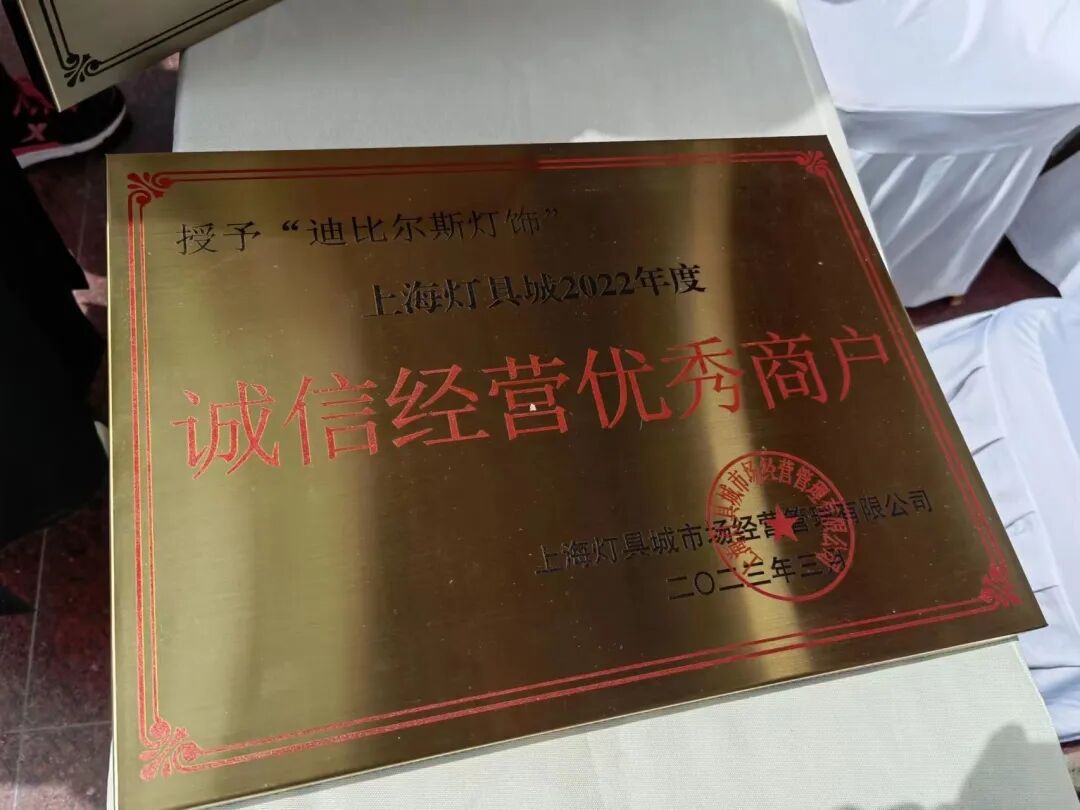 授予“迪比尔斯灯饰”
上海灯具城2022年度
诚信经营优秀商户
上海灯具城市场经营管理有限公司
二〇二三年三月